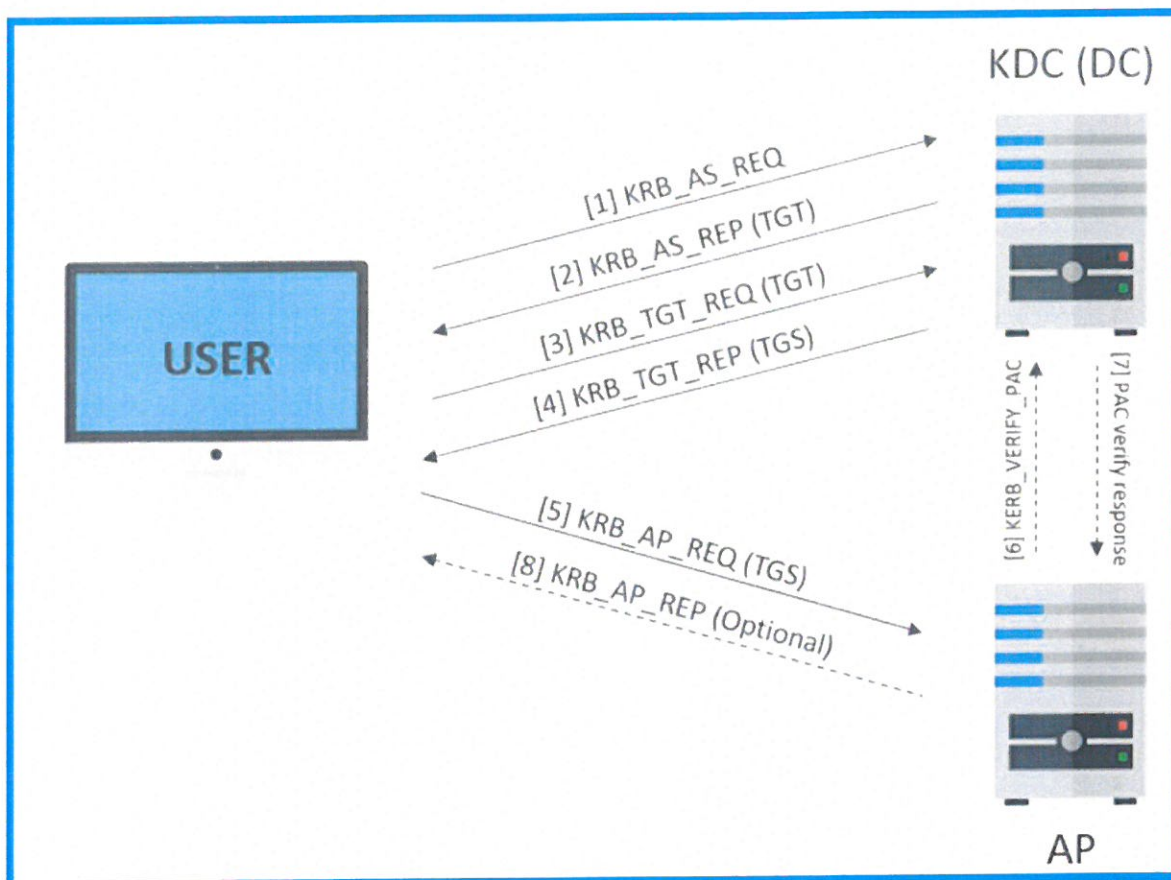 KDC (DC)
[1] KRB_AS_REQ
[2] KRB_AS_REP (TGT)
[3] KRB_TGT_REQ (TGT)
[4] KRB_TGT_REP (TGS)
USER
[6] KERB_VERIFY_PAC
[7] PAC verify response
[5] KRB_AP_REQ (TGS)
[8] KRB_AP_REP (Optional)
AP